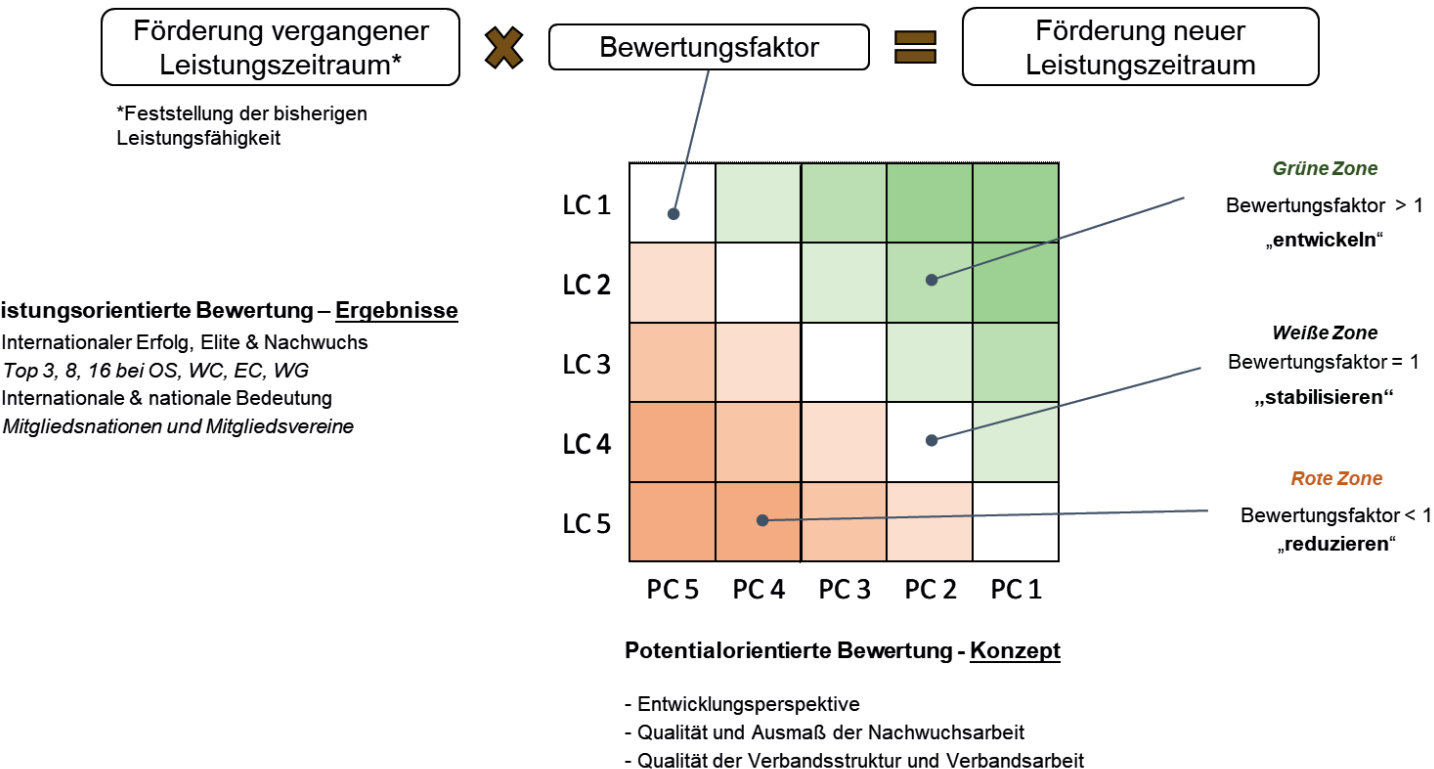 Förderung vergangener
Leistungszeitraum*
Bewertungsfaktor
Förderung neuer
Leistungszeitraum
*Feststellung der bisherigen
Leistungsfähigkeit
LC 1
LC 2
LC 3
LC 4
LC 5
PC 5 PC 4 PC 3 PC 2 PC 1
istungsorientierte Bewertung – Ergebnisse
Internationaler Erfolg, Elite & Nachwuchs
Top 3, 8, 16 bei OS, WC, EC, WG
Internationale & nationale Bedeutung
Mitgliedsnationen und Mitgliedsvereine
Grüne Zone
Bewertungsfaktor > 1
„entwickeln“
Weiße Zone
Bewertungsfaktor = 1
„stabilisieren“
Rote Zone
Bewertungsfaktor < 1
„reduzieren“
Potentialorientierte Bewertung - Konzept
- Entwicklungsperspektive
- Qualität und Ausmaß der Nachwuchsarbeit
- Qualität der Verbandsstruktur und Verbandsarbeit